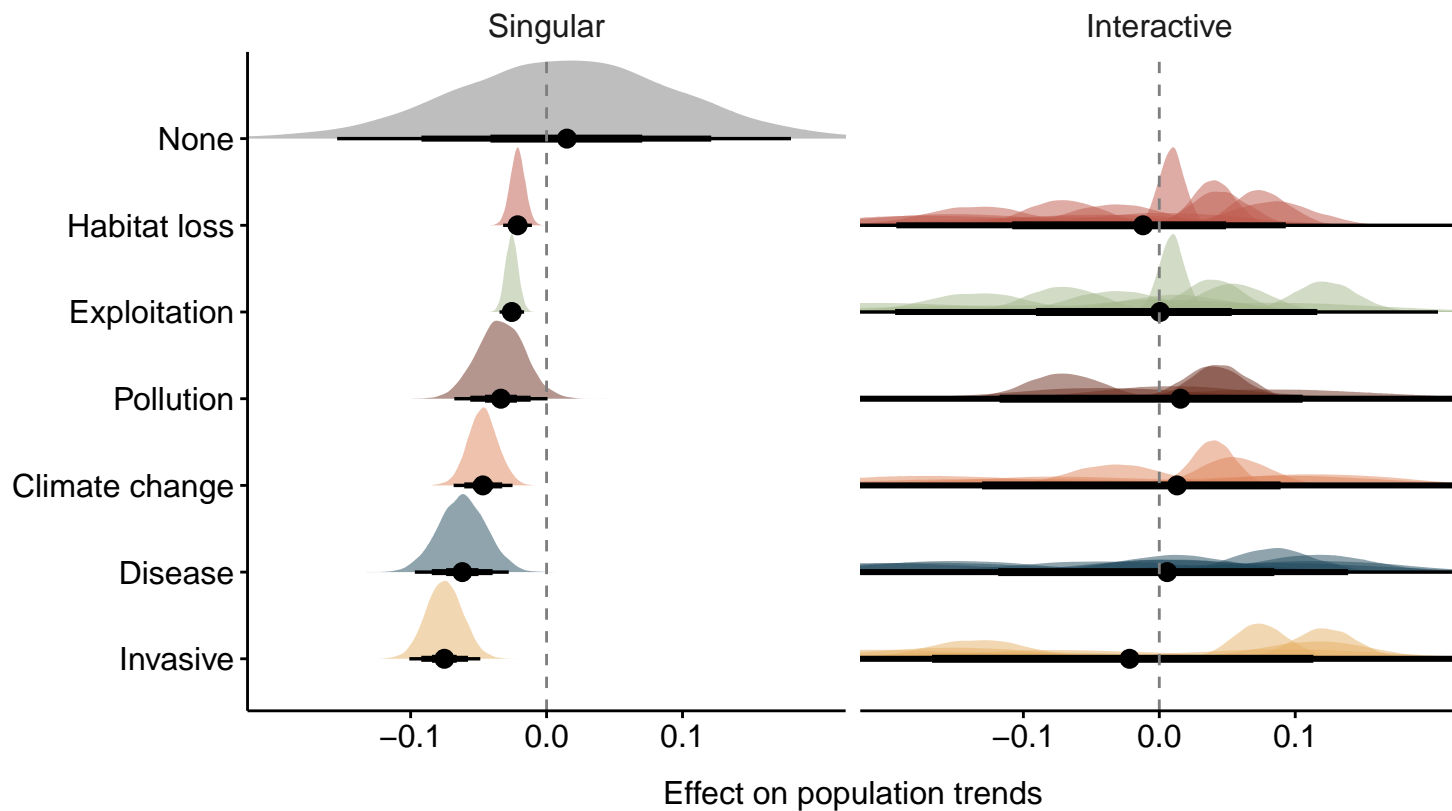 Singular
Interactive
None
Habitat loss
Exploitation
Pollution
Climate change
Disease
Invasive
−0.1 0.0 0.1
−0.1 0.0 0.1
Effect on population trends